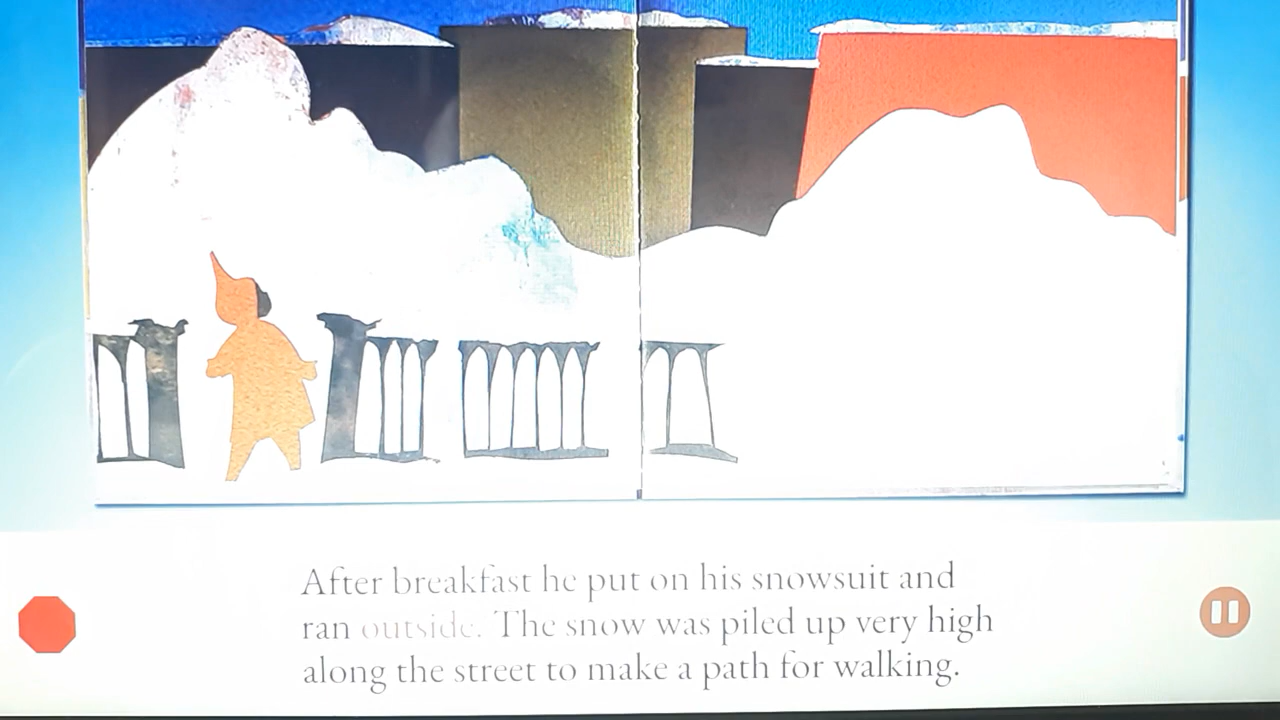 After breakfast he put on his snowsuit and
ran outside. The snow was piled up very high
along the street to make a path for walking.